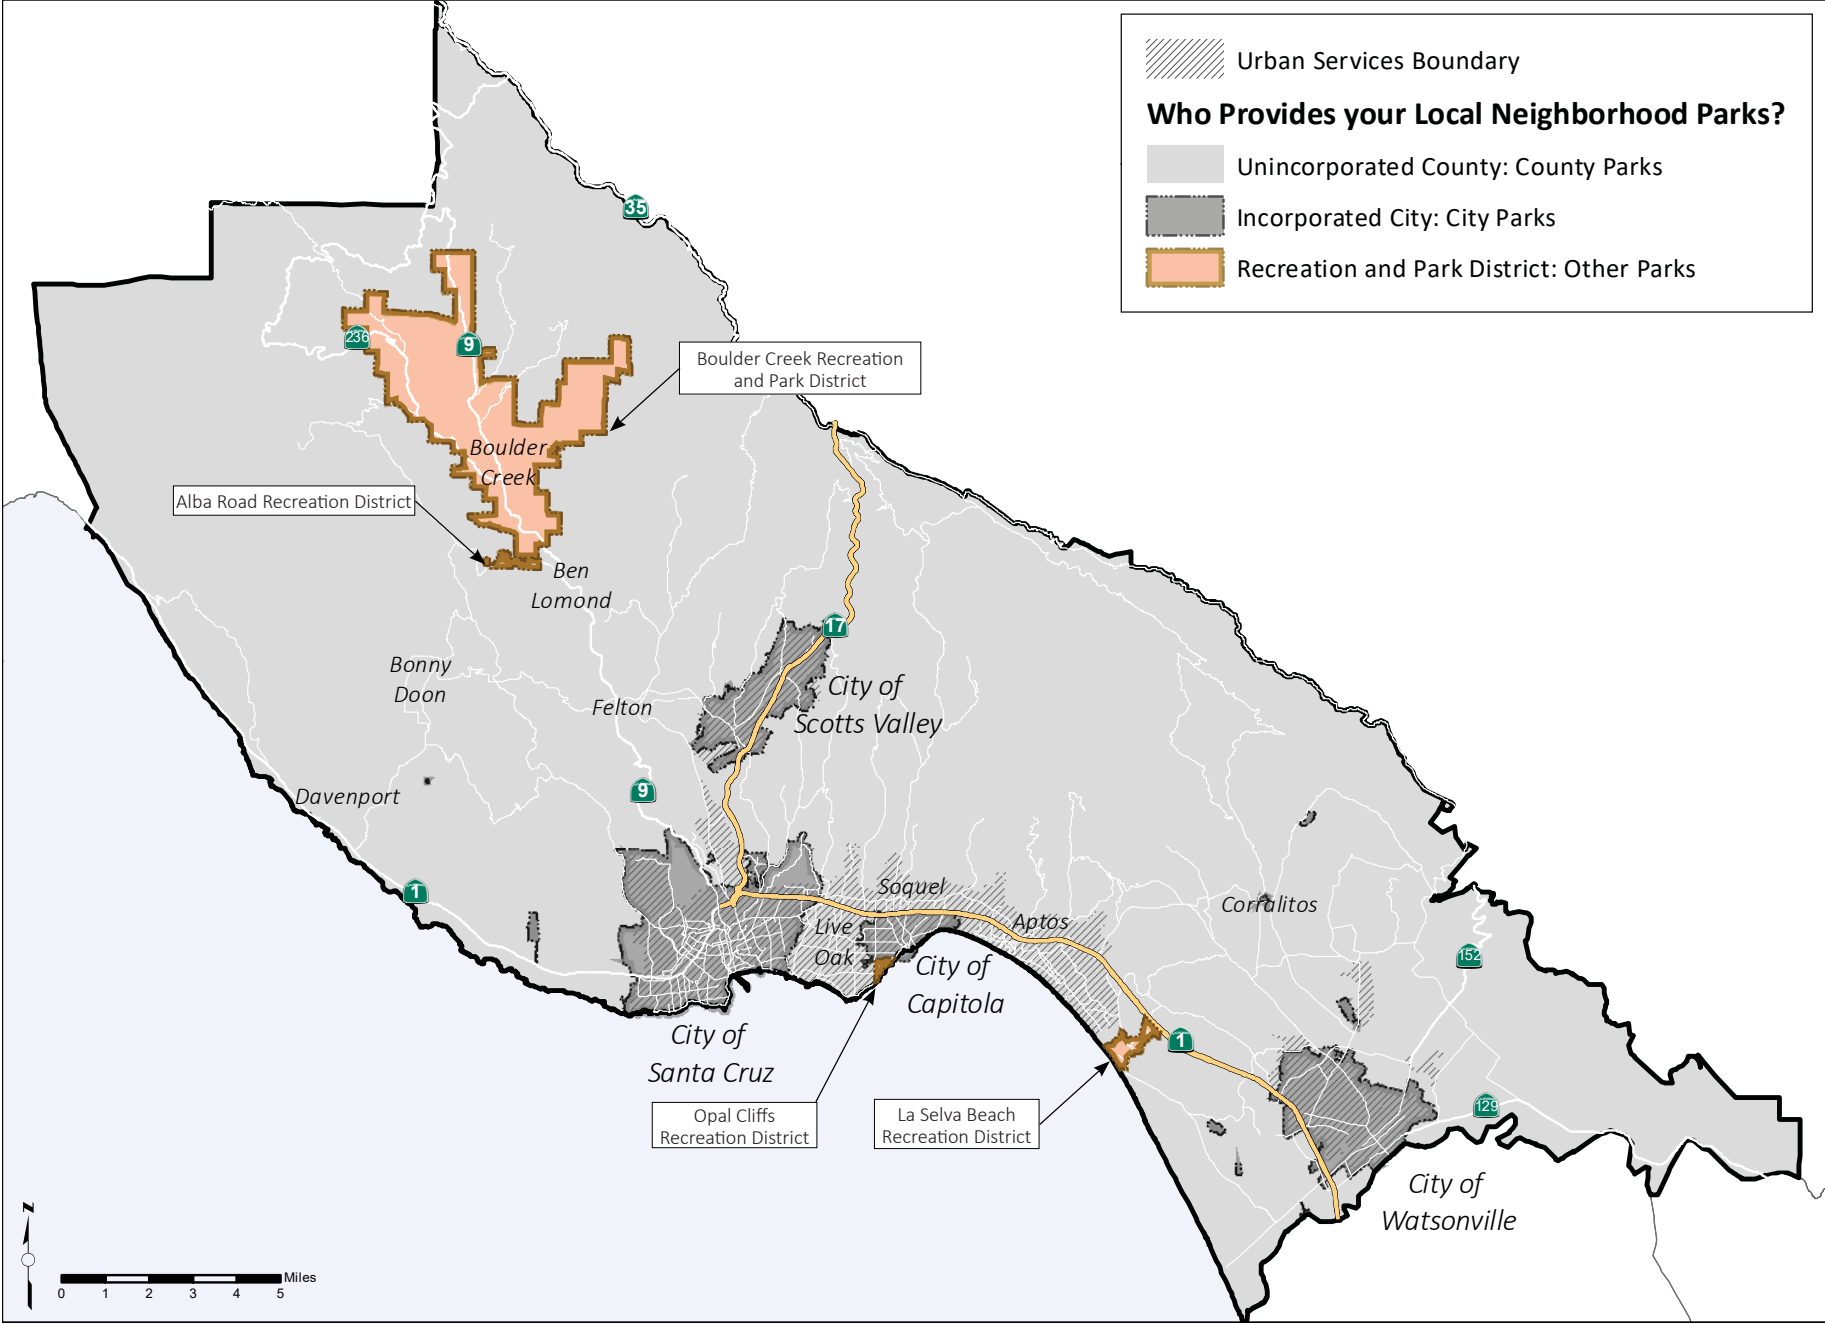 Urban Services Boundary
Who Provides your Local Neighborhood Parks?
Unincorporated County: County Parks
Incorporated City: City Parks
Recreation and Park District: Other Parks
35
236
9
Boulder Creek Recreation
and Park District
Boulder
Creek
Alba Road Recreation District
Ben
Lomond
17
Bonny
Doon
Felton
City of
Scotts Valley
Davenport
9
1
Soquel
Live
Oak
Aptos
Corralitos
152
City of
Capitola
City of
Santa Cruz
1
Opal Cliffs
Recreation District
La Selva Beach
Recreation District
129
City of
Watsonville
N
Miles
0 1 2 3 4 5